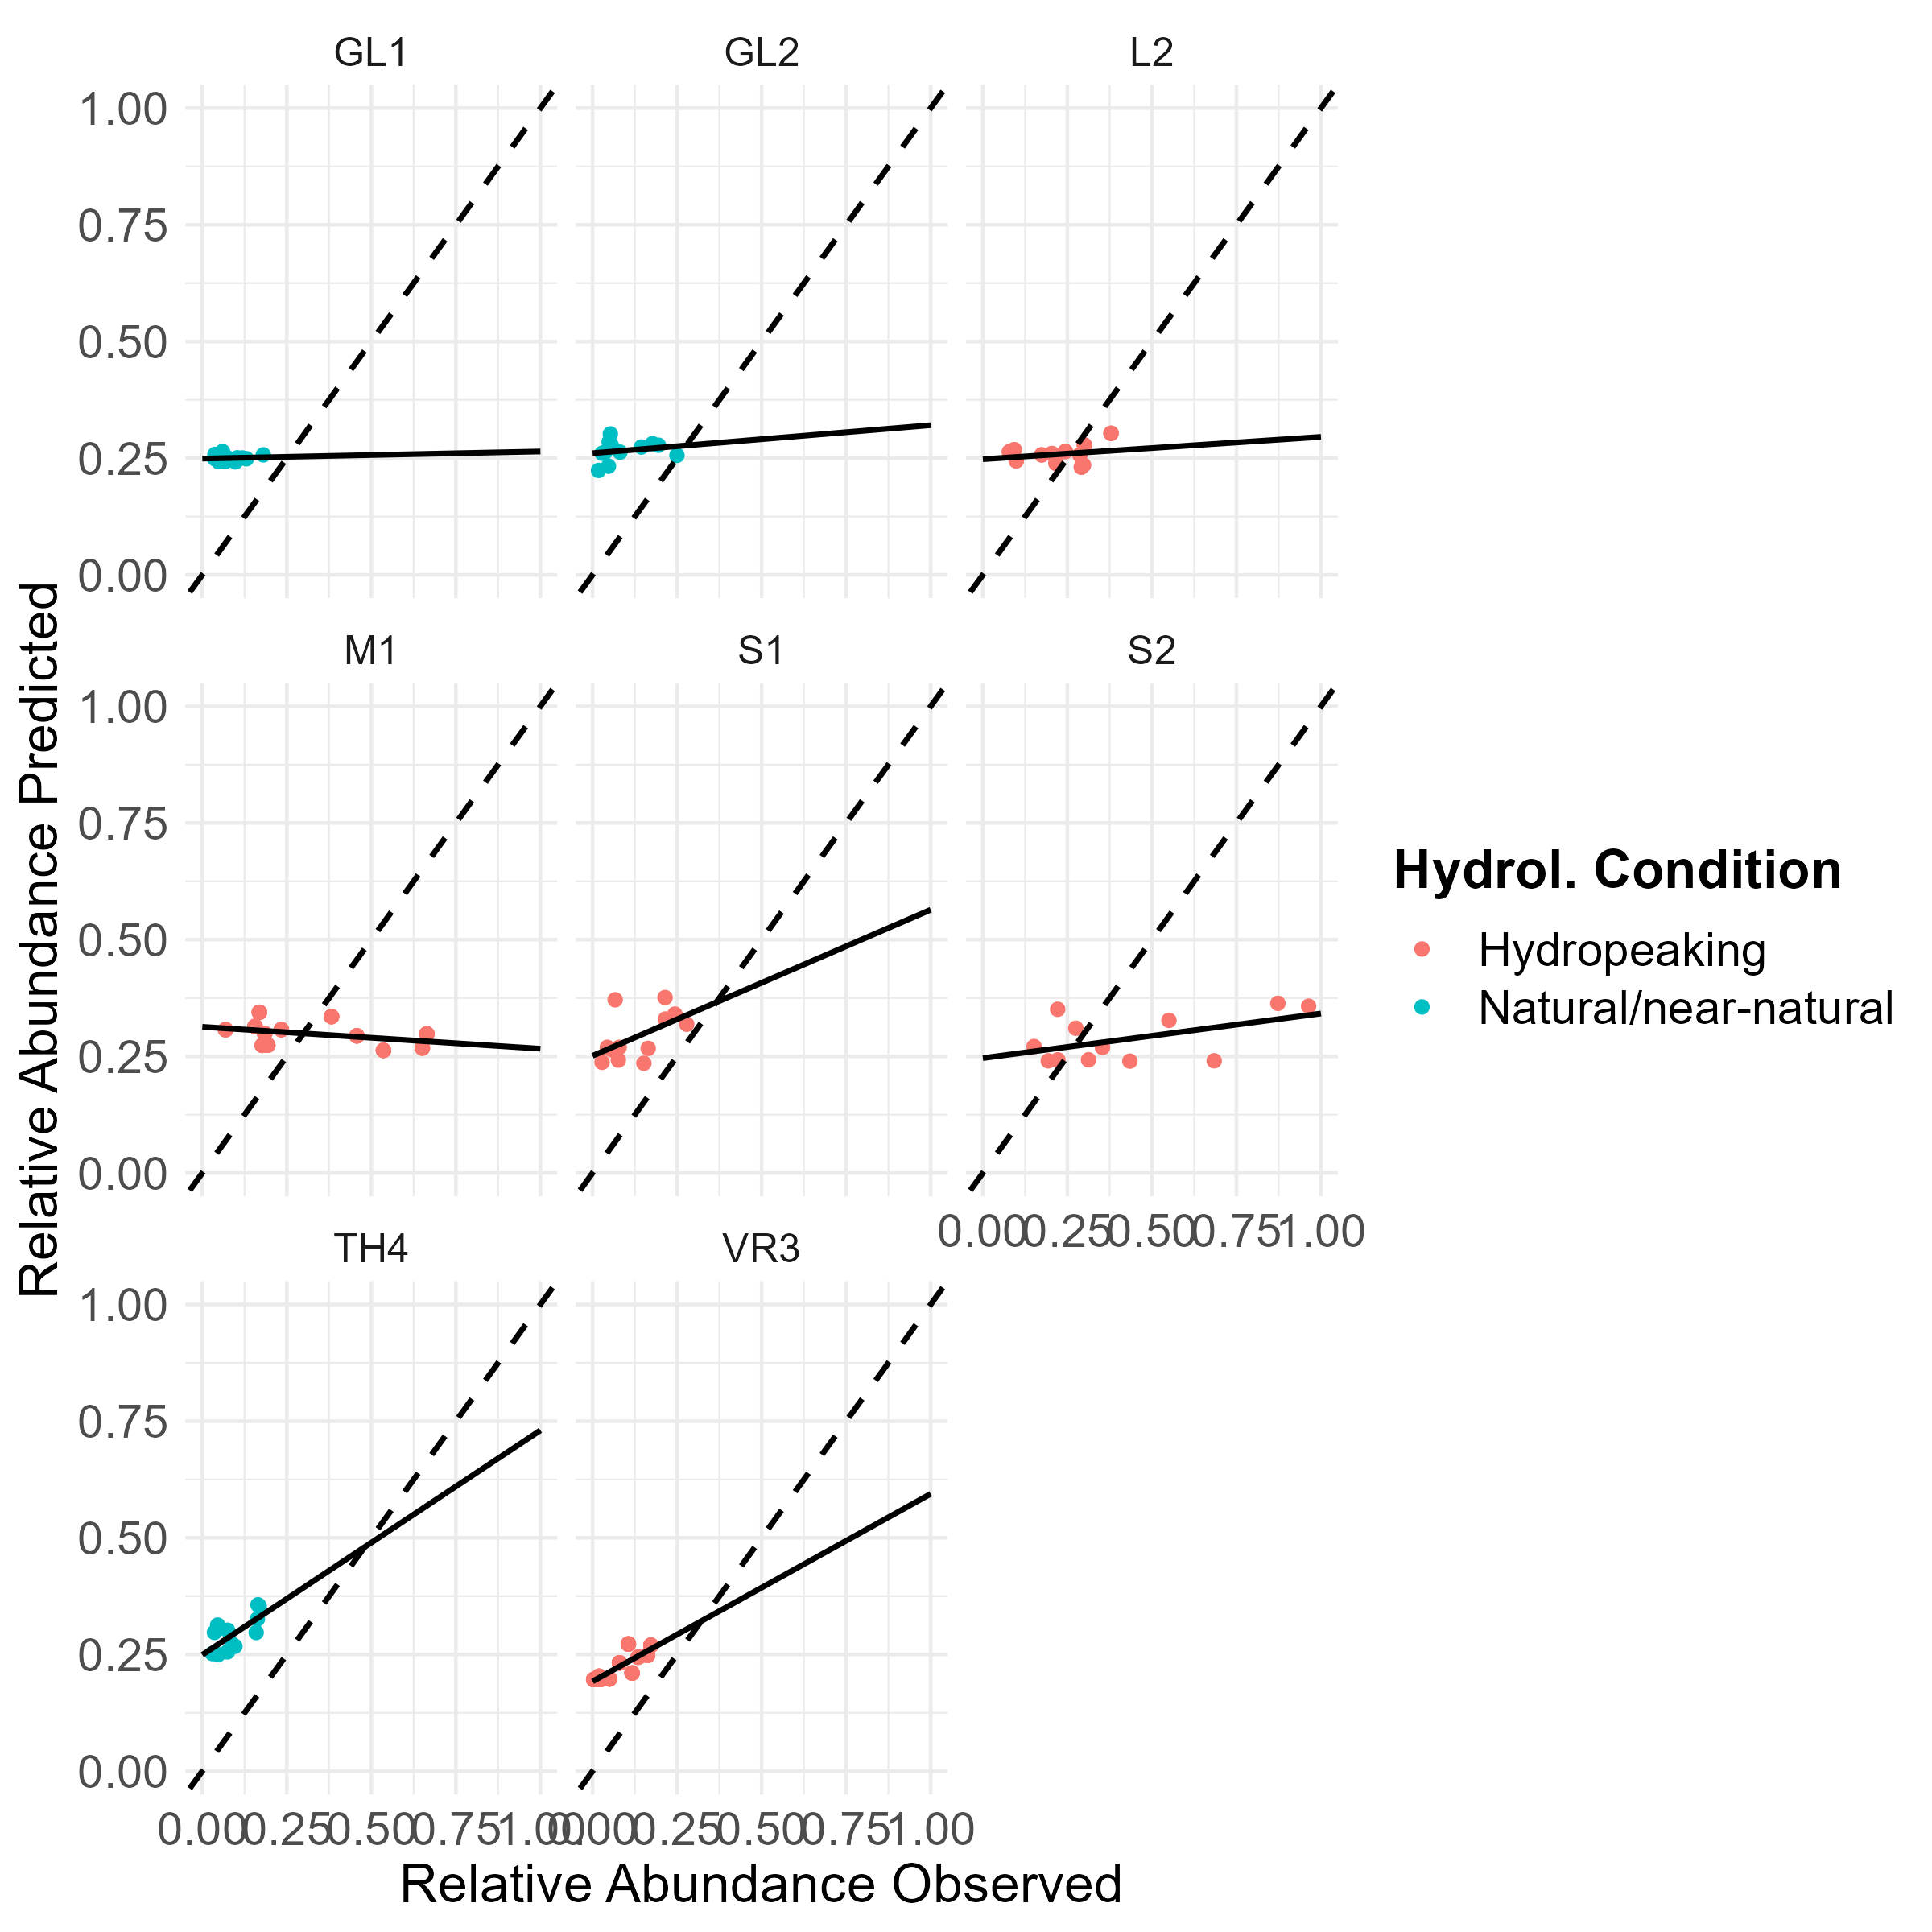 GL1 GL2 L2
1.00
0.75
0.50
0.25
0.00
M1 S1 S2
1.00
0.75
0.50
0.25
0.00
0.00 0.25 0.50 0.75 1.00
TH4 VR3
1.00
0.75
0.50
0.25
0.00
0.00 0.25 0.50 0.75 1.00 0.00 0.25 0.50 0.75 1.00
Relative Abundance Observed
Relative Abundance Predicted
Hydrol. Condition
Hydropeaking
Natural/near-natural